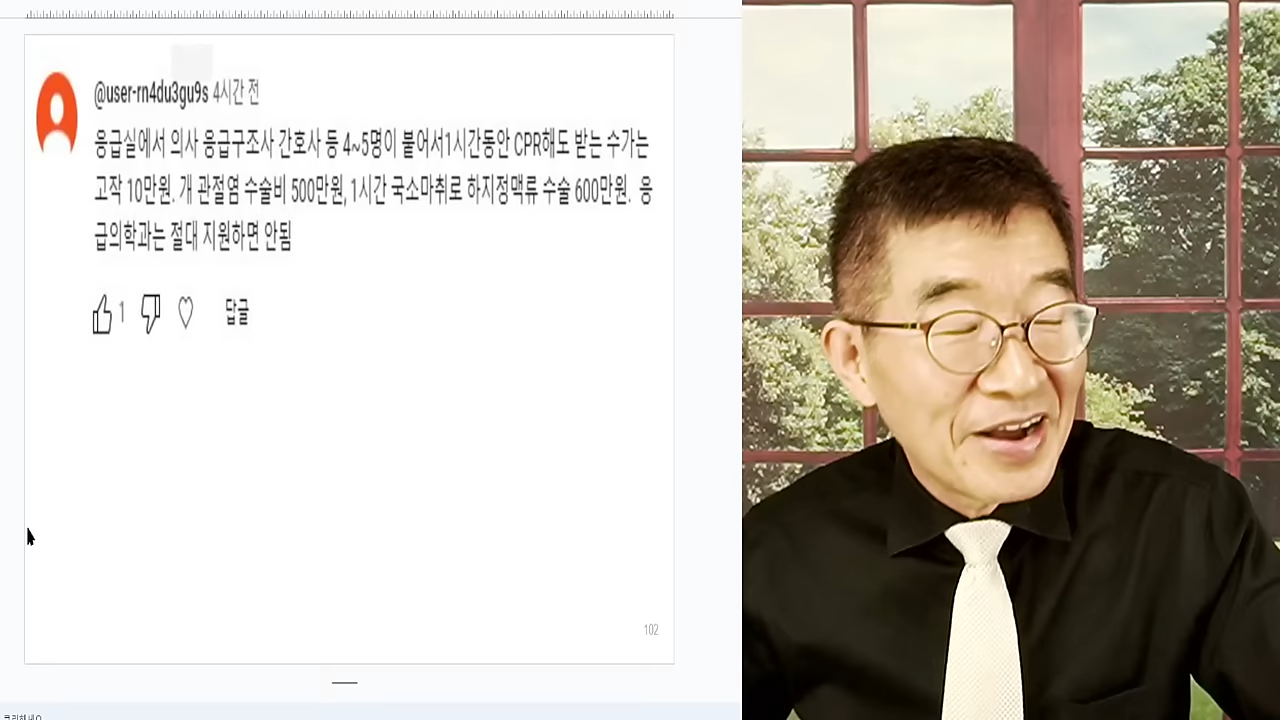 @user-rn4du3gu9s 4시간 전
응급실에서 의사 응급구조사 간호사 등 4~5명이 붙어서1시간동안 CPR해도 받는 수가는
고작 10만원. 개 관절염 수술비 500만원, 1시간 국소마취로 하지정맥류 수술 600만원. 응
급의학과는 절대 지원하면 안됨
1 답글
102